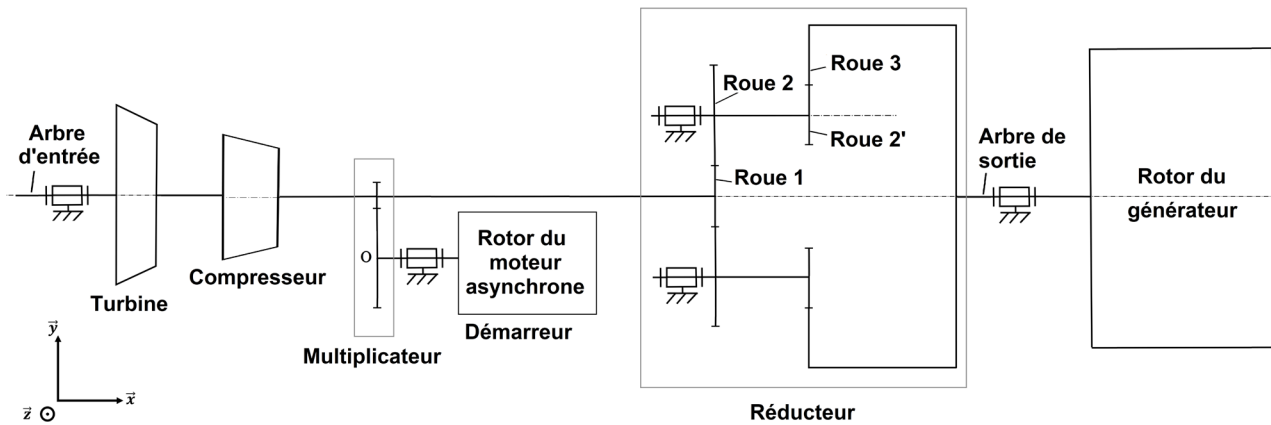 Arbre
d'entrée
Turbine
Compresseur
Multiplicateur
O
Rotor du
moteur
asynchrone
Démarreur
Roue 3
Roue 2
Roue 2'
Roue 1
Réducteur
Arbre de
sortie
Rotor du
générateur
y
x
z